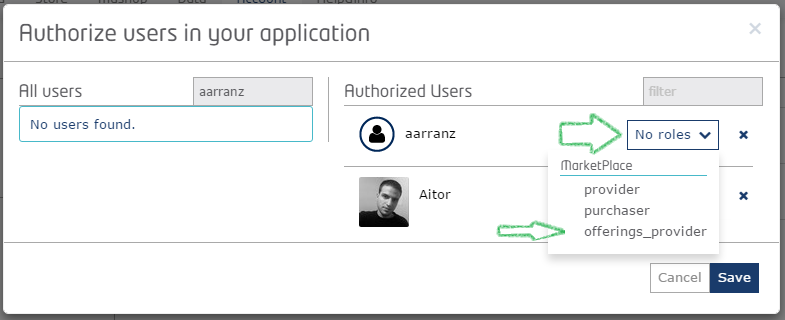 Authorize users in your application
×
All users
aarranz
Authorized Users
filter
No users found.
aarranz
No roles
MarketPlace
provider
Aitor
purchaser
offerings_provider
Cancel
Save